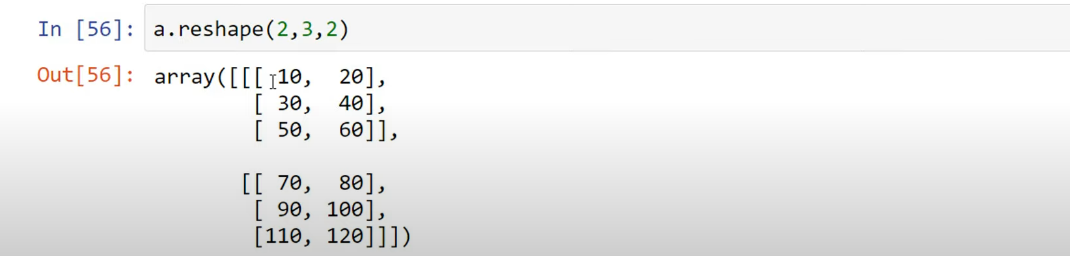 In [56]: a.reshape(2,3,2)
Out[56]: array([[[ 10,  20],
        [ 30,  40],
        [ 50,  60]],
       [[ 70,  80],
        [ 90, 100],
        [110, 120]]])